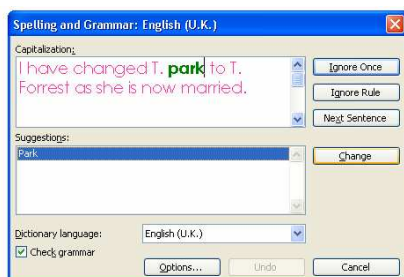 Spelling and Grammar: English (U.K.)
Capitalization:
I have changed T. park to T.
Forrest as she is now married.
Ignore Once
Ignore Rule
Next Sentence
Suggestions:
Park
Change
Dictionary language: English (U.K.)
Check grammar
Options... Undo Cancel